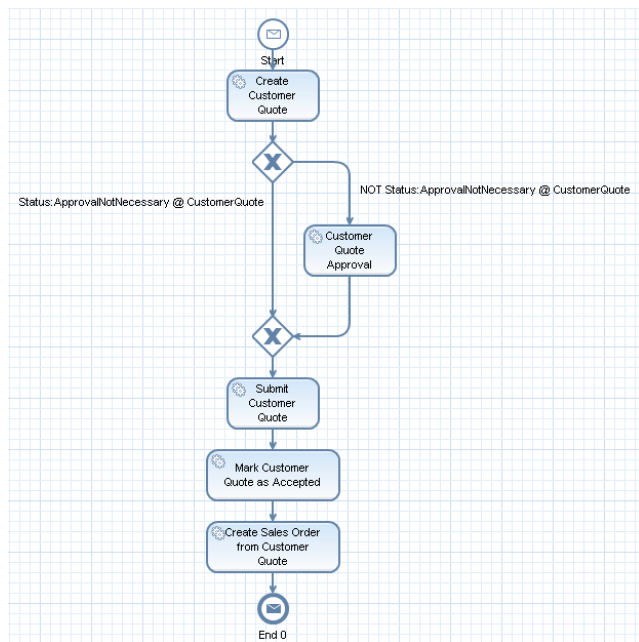 Start
Create
Customer
Quote
Status:ApprovalNotNecessary @ CustomerQuote
NOT Status:ApprovalNotNecessary @ CustomerQuote
Customer
Quote
Approval
Submit
Customer
Quote
Mark Customer
Quote as Accepted
Create Sales Order
from Customer
Quote
End 0